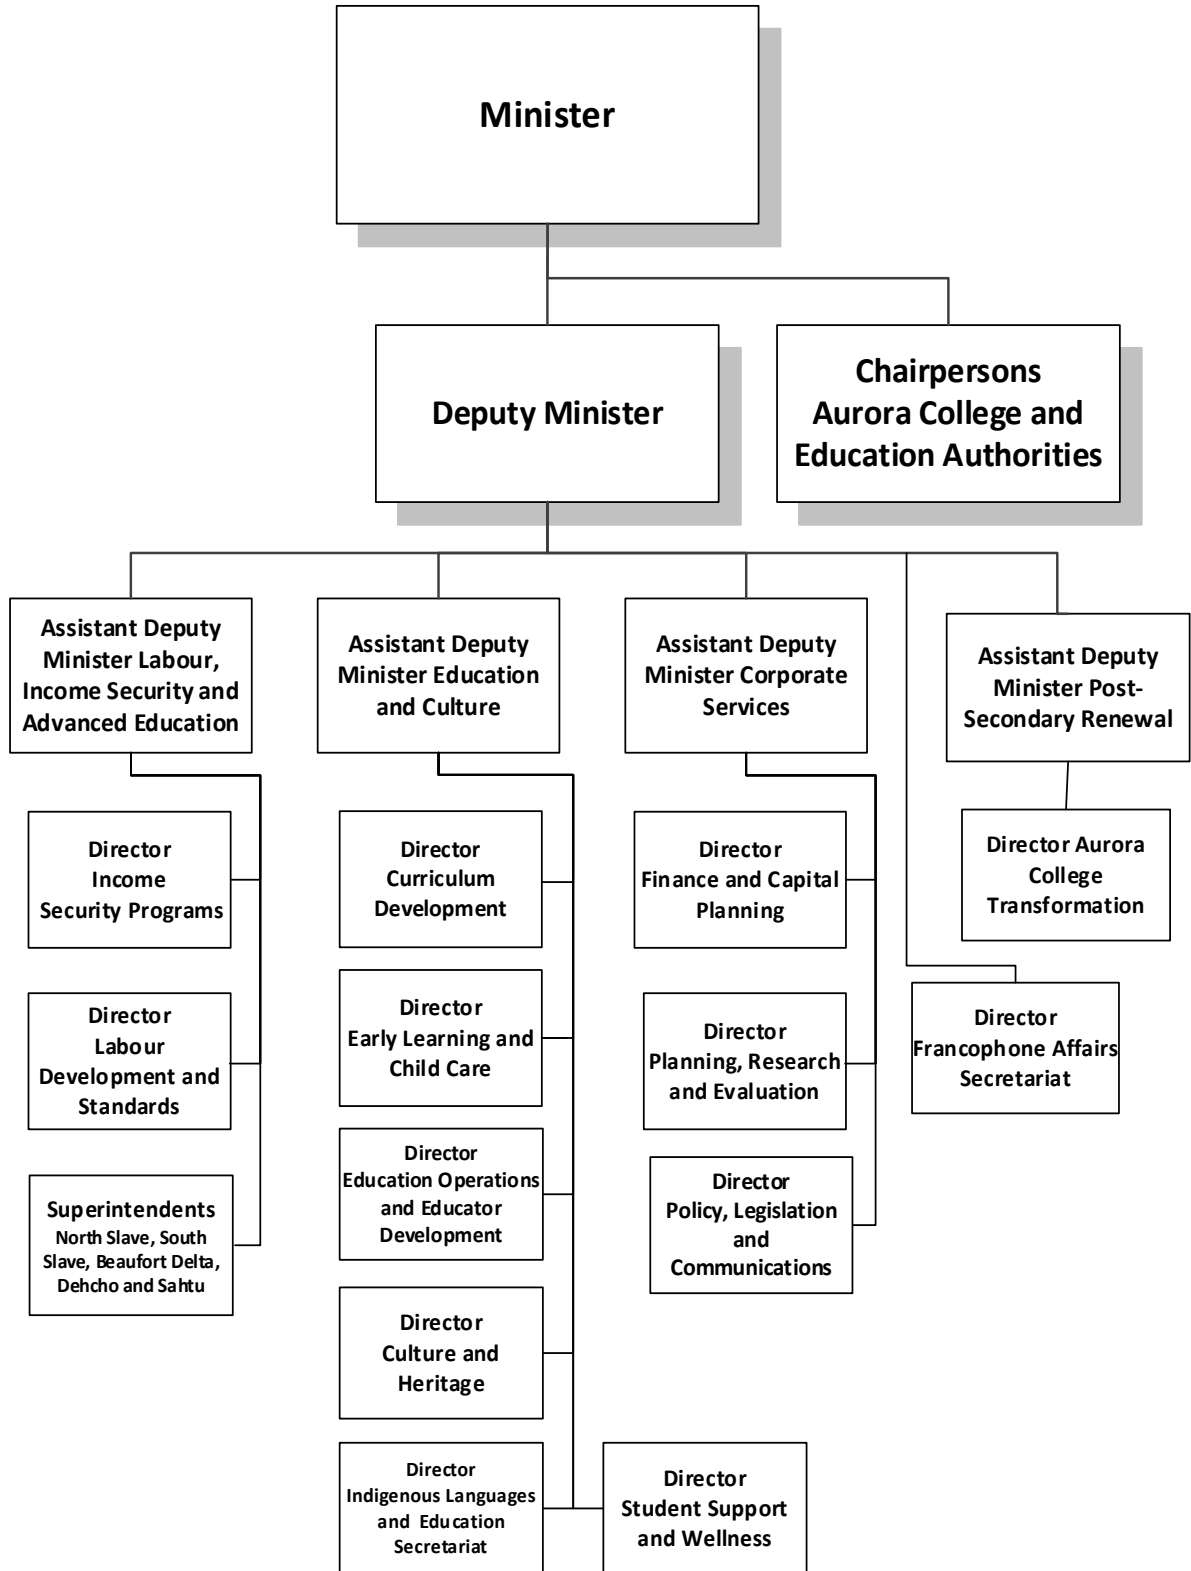 Minister
Deputy Minister
Chairpersons
Aurora College and
Education Authorities
Assistant Deputy
Minister Labour,
Income Security and
Advanced Education
Assistant Deputy
Minister Education
and Culture
Assistant Deputy
Minister Corporate
Services
Assistant Deputy
Minister Post-
Secondary Renewal
Director
Income
Security Programs
Director
Labour
Development and
Standards
Superintendents
North Slave, South
Slave, Beaufort Delta,
Dehcho and Sahtu
Director
Curriculum
Development
Director
Early Learning and
Child Care
Director
Education Operations
and Educator
Development
Director
Culture and
Heritage
Director
Indigenous Languages
and Education
Secretariat
Director
Student Support
and Wellness
Director
Finance and Capital
Planning
Director
Planning, Research
and Evaluation
Director
Policy, Legislation
and
Communications
Director Aurora
College
Transformation
Director
Francophone Affairs
Secretariat